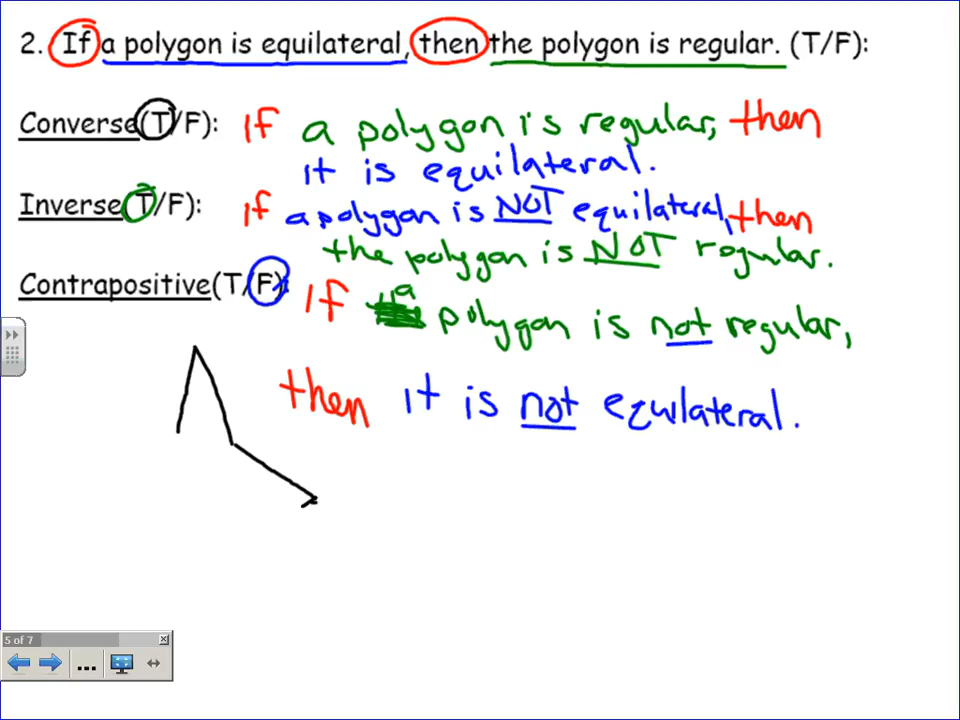 2. If a polygon is equilateral, then the polygon is regular. (T/F):
Converse(T/F): If a polygon is regular, then
it is equilateral.
Inverse(T/F): If a polygon is NOT equilateral, then
the polygon is NOT regular.
Contrapositive(T/F): If a polygon is not regular,
then it is not equilateral.
5 of 7